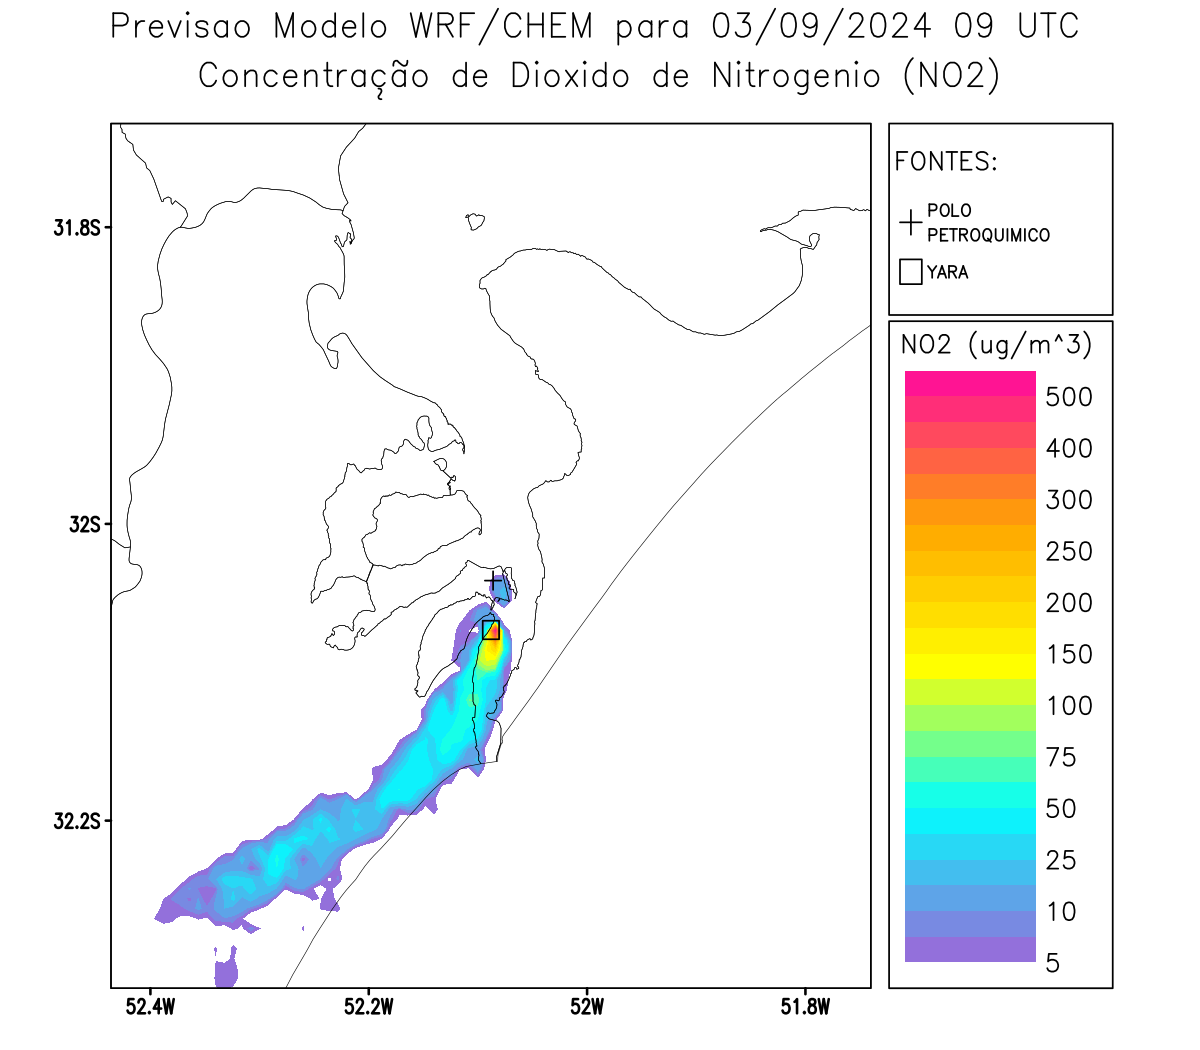 Previsao Modelo WRF/CHEM para 03/09/2024 09 UTC
Concentração de Dioxido de Nitrogenio (NO2)
FONTES:
POLO
PETROQUIMICO
YARA
NO2 (ug/m^3)
500
400
300
250
200
150
100
75
50
25
10
5
31.8S
32S
32.2S
52.4W 52.2W 52W 51.8W